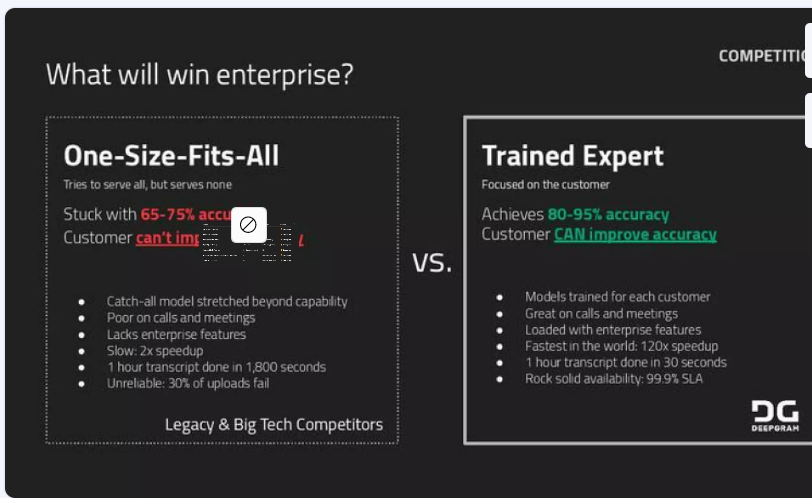 COMPETITIO
What will win enterprise?
One-Size-Fits-All
Tries to serve all, but serves none
Stuck with 65-75% accu
Customer can't imp y
Catch-all model stretched beyond capability
Poor on calls and meetings
Lacks enterprise features
Slow: 2x speedup
1 hour transcript done in 1,800 seconds
Unreliable: 30% of uploads fail
Legacy & Big Tech Competitors
VS.
Trained Expert
Focused on the customer
Achieves 80-95% accuracy
Customer CAN improve accuracy
Models trained for each customer
Great on calls and meetings
Loaded with enterprise features
Fastest in the world: 120x speedup
1 hour transcript done in 30 seconds
Rock solid availability: 99.9% SLA
DG
DEEPGRAM